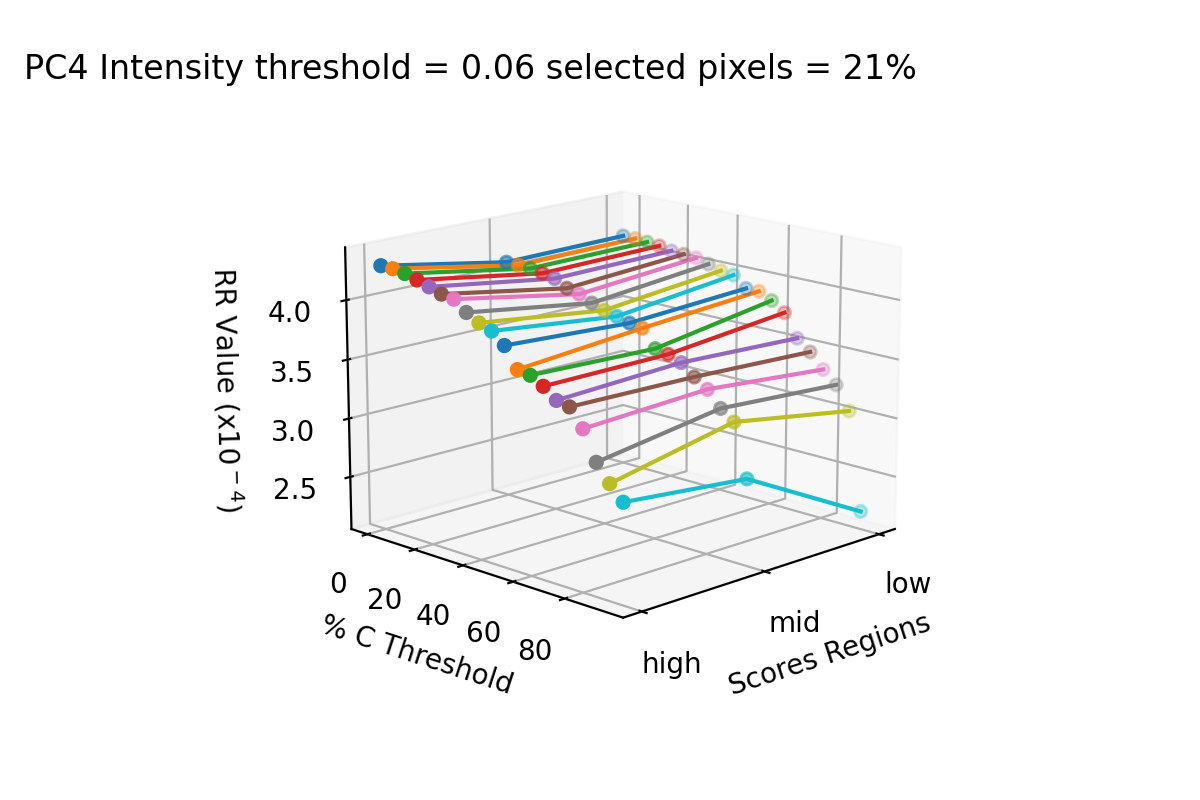 PC4 Intensity threshold = 0.06 selected pixels = 21%
RR Value (x10⁻⁴)
4.0
3.5
3.0
2.5
0
20
40
60
80
% C Threshold
high
mid
low
Scores Regions